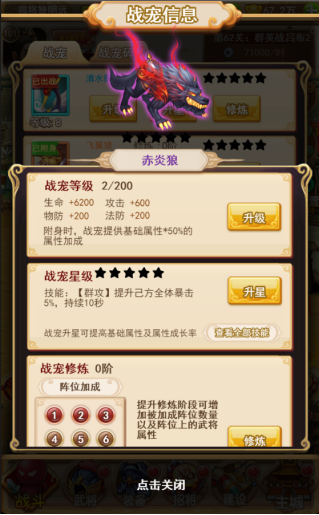 战宠信息
67.2万
战宠
已出战
等级: 6
修炼
已附身
赤炎狼
战宠等级 2/200
生命 +6200 攻击 +600
物防 +200 法防 +200
升级
附身时，战宠提供基础属性*50%的
属性加成
战宠星级
升星
技能：【群攻】提升己方全体暴击
5%，持续10秒
战宠升星可提高基础属性及属性成长率
查看全部技能
战宠修炼 0阶
阵位加成
1 2 3
4 5 6
提升修炼阶段可增
加被加成阵位数量
以及阵位上的武将
属性
修炼
点击关闭
战斗
武将
主城